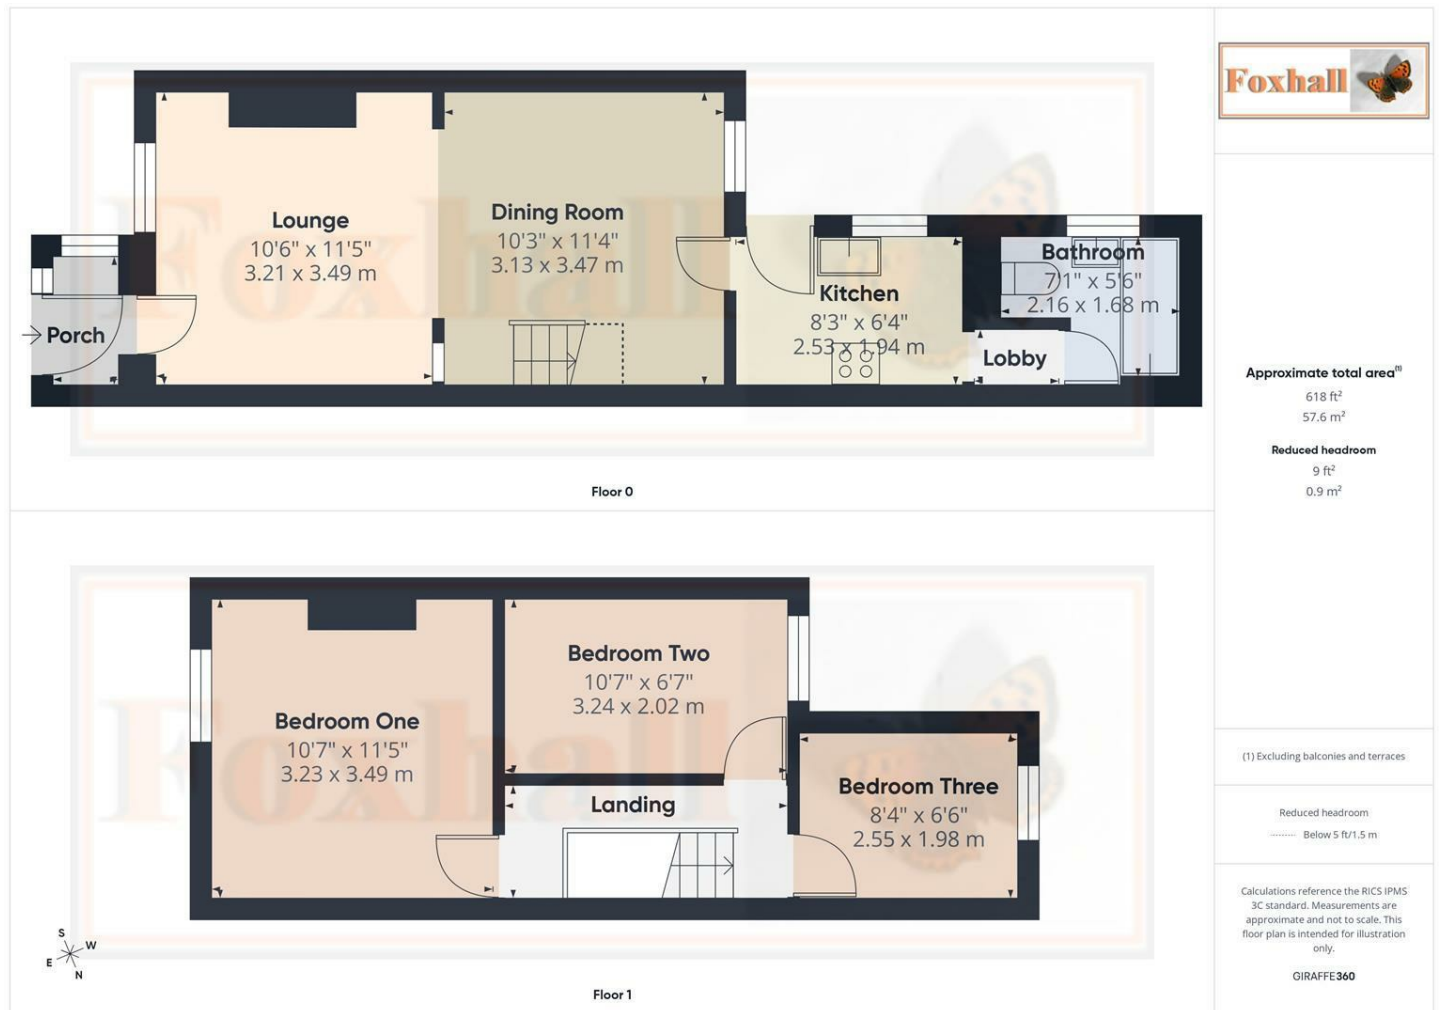 Foxhall
Lounge
10'6" x 11'5"
3.21 x 3.49 m
Dining Room
10'3" x 11'4"
3.13 x 3.47 m
Porch
Kitchen
8'3" x 6'4"
2.53 x 1.94 m
Bathroom
7'1" x 5'6"
2.16 x 1.68 m
Lobby
Foxhall
Floor 0
Bedroom One
10'7" x 11'5"
3.23 x 3.49 m
Bedroom Two
10'7" x 6'7"
3.24 x 2.02 m
Landing
Bedroom Three
8'4" x 6'6"
2.55 x 1.98 m
Foxhall
S
W
E
N
Floor 1
Foxhall
Approximate total area(1)
618 ft²
57.6 m²
Reduced headroom
9 ft²
0.9 m²
(1) Excluding balconies and terraces
Reduced headroom
Below 5 ft/1.5 m
Calculations reference the RICS IPMS
3C standard. Measurements are
approximate and not to scale. This
floor plan is intended for illustration
only.
GIRAFFE360